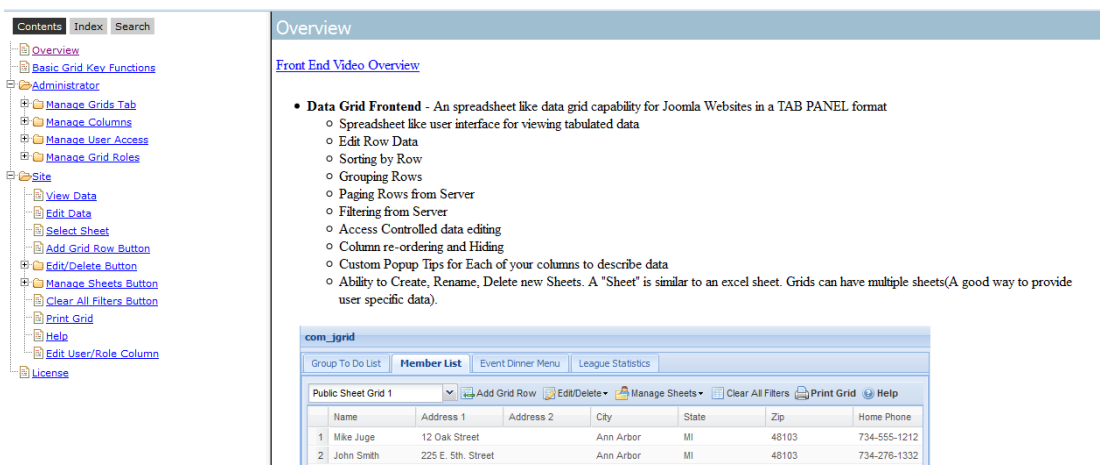 Contents Index Search
Overview
Basic Grid Key Functions
Administrator
Manage Grids Tab
Manage Columns
Manage User Access
Manage Grid Roles
Site
View Data
Edit Data
Select Sheet
Add Grid Row Button
Edit/Delete Button
Manage Sheets Button
Clear All Filters Button
Print Grid
Help
Edit User/Role Column
License
Overview
Front End Video Overview
Data Grid Frontend - An spreadsheet like data grid capability for Joomla Websites in a TAB PANEL format
Spreadsheet like user interface for viewing tabulated data
Edit Row Data
Sorting by Row
Grouping Rows
Paging Rows from Server
Filtering from Server
Access Controlled data editing
Column re-ordering and Hiding
Custom Popup Tips for Each of your columns to describe data
Ability to Create, Rename, Delete new Sheets. A "Sheet" is similar to an excel sheet. Grids can have multiple sheets(A good way to provide
user specific data).
com_jgrid
Group To Do List Member List Event Dinner Menu League Statistics
Public Sheet Grid 1 Add Grid Row Edit/Delete Manage Sheets Clear All Filters Print Grid Help
Name Address 1 Address 2 City State Zip Home Phone
1 Mike Juge 12 Oak Street Ann Arbor MI 48103 734-555-1212
2 John Smith 225 E. 5th. Street Ann Arbor MI 48103 734-276-1332